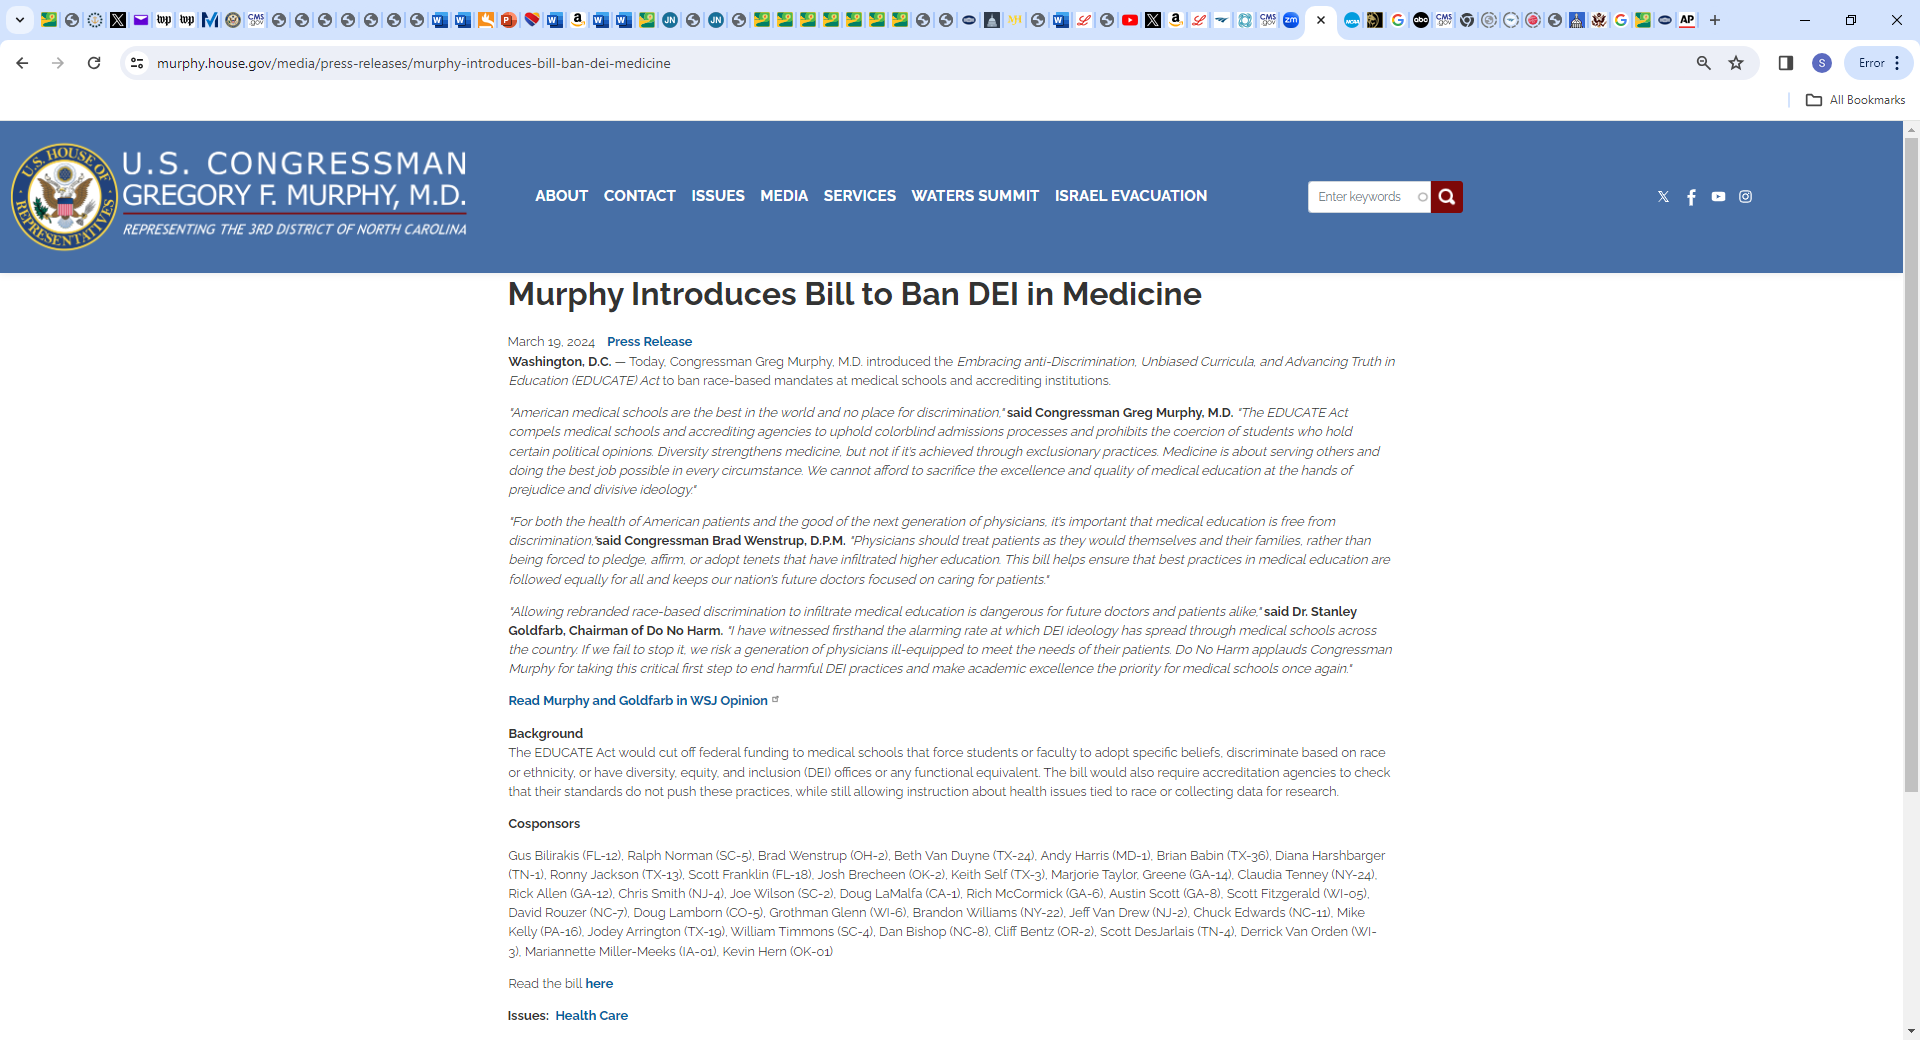 murphy.house.gov/media/press-releases/murphy-introduces-bill-ban-dei-medicine
S
Error
All Bookmarks
U.S. HOUSE OF REPRESENTATIVES
U.S. CONGRESSMAN
GREGORY F. MURPHY, M.D.
REPRESENTING THE 3RD DISTRICT OF NORTH CAROLINA
ABOUT CONTACT ISSUES MEDIA SERVICES WATERS SUMMIT ISRAEL EVACUATION
Enter keywords
Murphy Introduces Bill to Ban DEI in Medicine
March 19, 2024 Press Release
Washington, D.C. — Today, Congressman Greg Murphy, M.D. introduced the Embracing anti-Discrimination, Unbiased Curricula, and Advancing Truth in
Education (EDUCATE) Act to ban race-based mandates at medical schools and accrediting institutions.
"American medical schools are the best in the world and no place for discrimination," said Congressman Greg Murphy, M.D. "The EDUCATE Act
compels medical schools and accrediting agencies to uphold colorblind admissions processes and prohibits the coercion of students who hold
certain political opinions. Diversity strengthens medicine, but not if it's achieved through exclusionary practices. Medicine is about serving others and
doing the best job possible in every circumstance. We cannot afford to sacrifice the excellence and quality of medical education at the hands of
prejudice and divisive ideology."
"For both the health of American patients and the good of the next generation of physicians, it's important that medical education is free from
discrimination," said Congressman Brad Wenstrup, D.P.M. "Physicians should treat patients as they would themselves and their families, rather than
being forced to pledge, affirm, or adopt tenets that have infiltrated higher education. This bill helps ensure that best practices in medical education are
followed equally for all and keeps our nation's future doctors focused on caring for patients."
"Allowing rebranded race-based discrimination to infiltrate medical education is dangerous for future doctors and patients alike," said Dr. Stanley
Goldfarb, Chairman of Do No Harm. "I have witnessed firsthand the alarming rate at which DEI ideology has spread through medical schools across
the country. If we fail to stop it, we risk a generation of physicians ill-equipped to meet the needs of their patients. Do No Harm applauds Congressman
Murphy for taking this critical first step to end harmful DEI practices and make academic excellence the priority for medical schools once again."
Read Murphy and Goldfarb in WSJ Opinion
Background
The EDUCATE Act would cut off federal funding to medical schools that force students or faculty to adopt specific beliefs, discriminate based on race
or ethnicity, or have diversity, equity, and inclusion (DEI) offices or any functional equivalent. The bill would also require accreditation agencies to check
that their standards do not push these practices, while still allowing instruction about health issues tied to race or collecting data for research.
Cosponsors
Gus Bilirakis (FL-12), Ralph Norman (SC-5), Brad Wenstrup (OH-2), Beth Van Duyne (TX-24), Andy Harris (MD-1), Brian Babin (TX-36), Diana Harshbarger
(TN-1), Ronny Jackson (TX-13), Scott Franklin (FL-18), Josh Brecheen (OK-2), Keith Self (TX-3), Marjorie Taylor, Greene (GA-14), Claudia Tenney (NY-24),
Rick Allen (GA-12), Chris Smith (NJ-4), Joe Wilson (SC-2), Doug LaMalfa (CA-1), Rich McCormick (GA-6), Austin Scott (GA-8), Scott Fitzgerald (WI-05),
David Rouzer (NC-7), Doug Lamborn (CO-5), Grothman Glenn (WI-6), Brandon Williams (NY-22), Jeff Van Drew (NJ-2), Chuck Edwards (NC-11), Mike
Kelly (PA-16), Jodey Arrington (TX-19), William Timmons (SC-4), Dan Bishop (NC-8), Cliff Bentz (OR-2), Scott DesJarlais (TN-4), Derrick Van Orden (WI-
3), Mariannette Miller-Meeks (IA-01), Kevin Hern (OK-01)
Read the bill here
Issues: Health Care